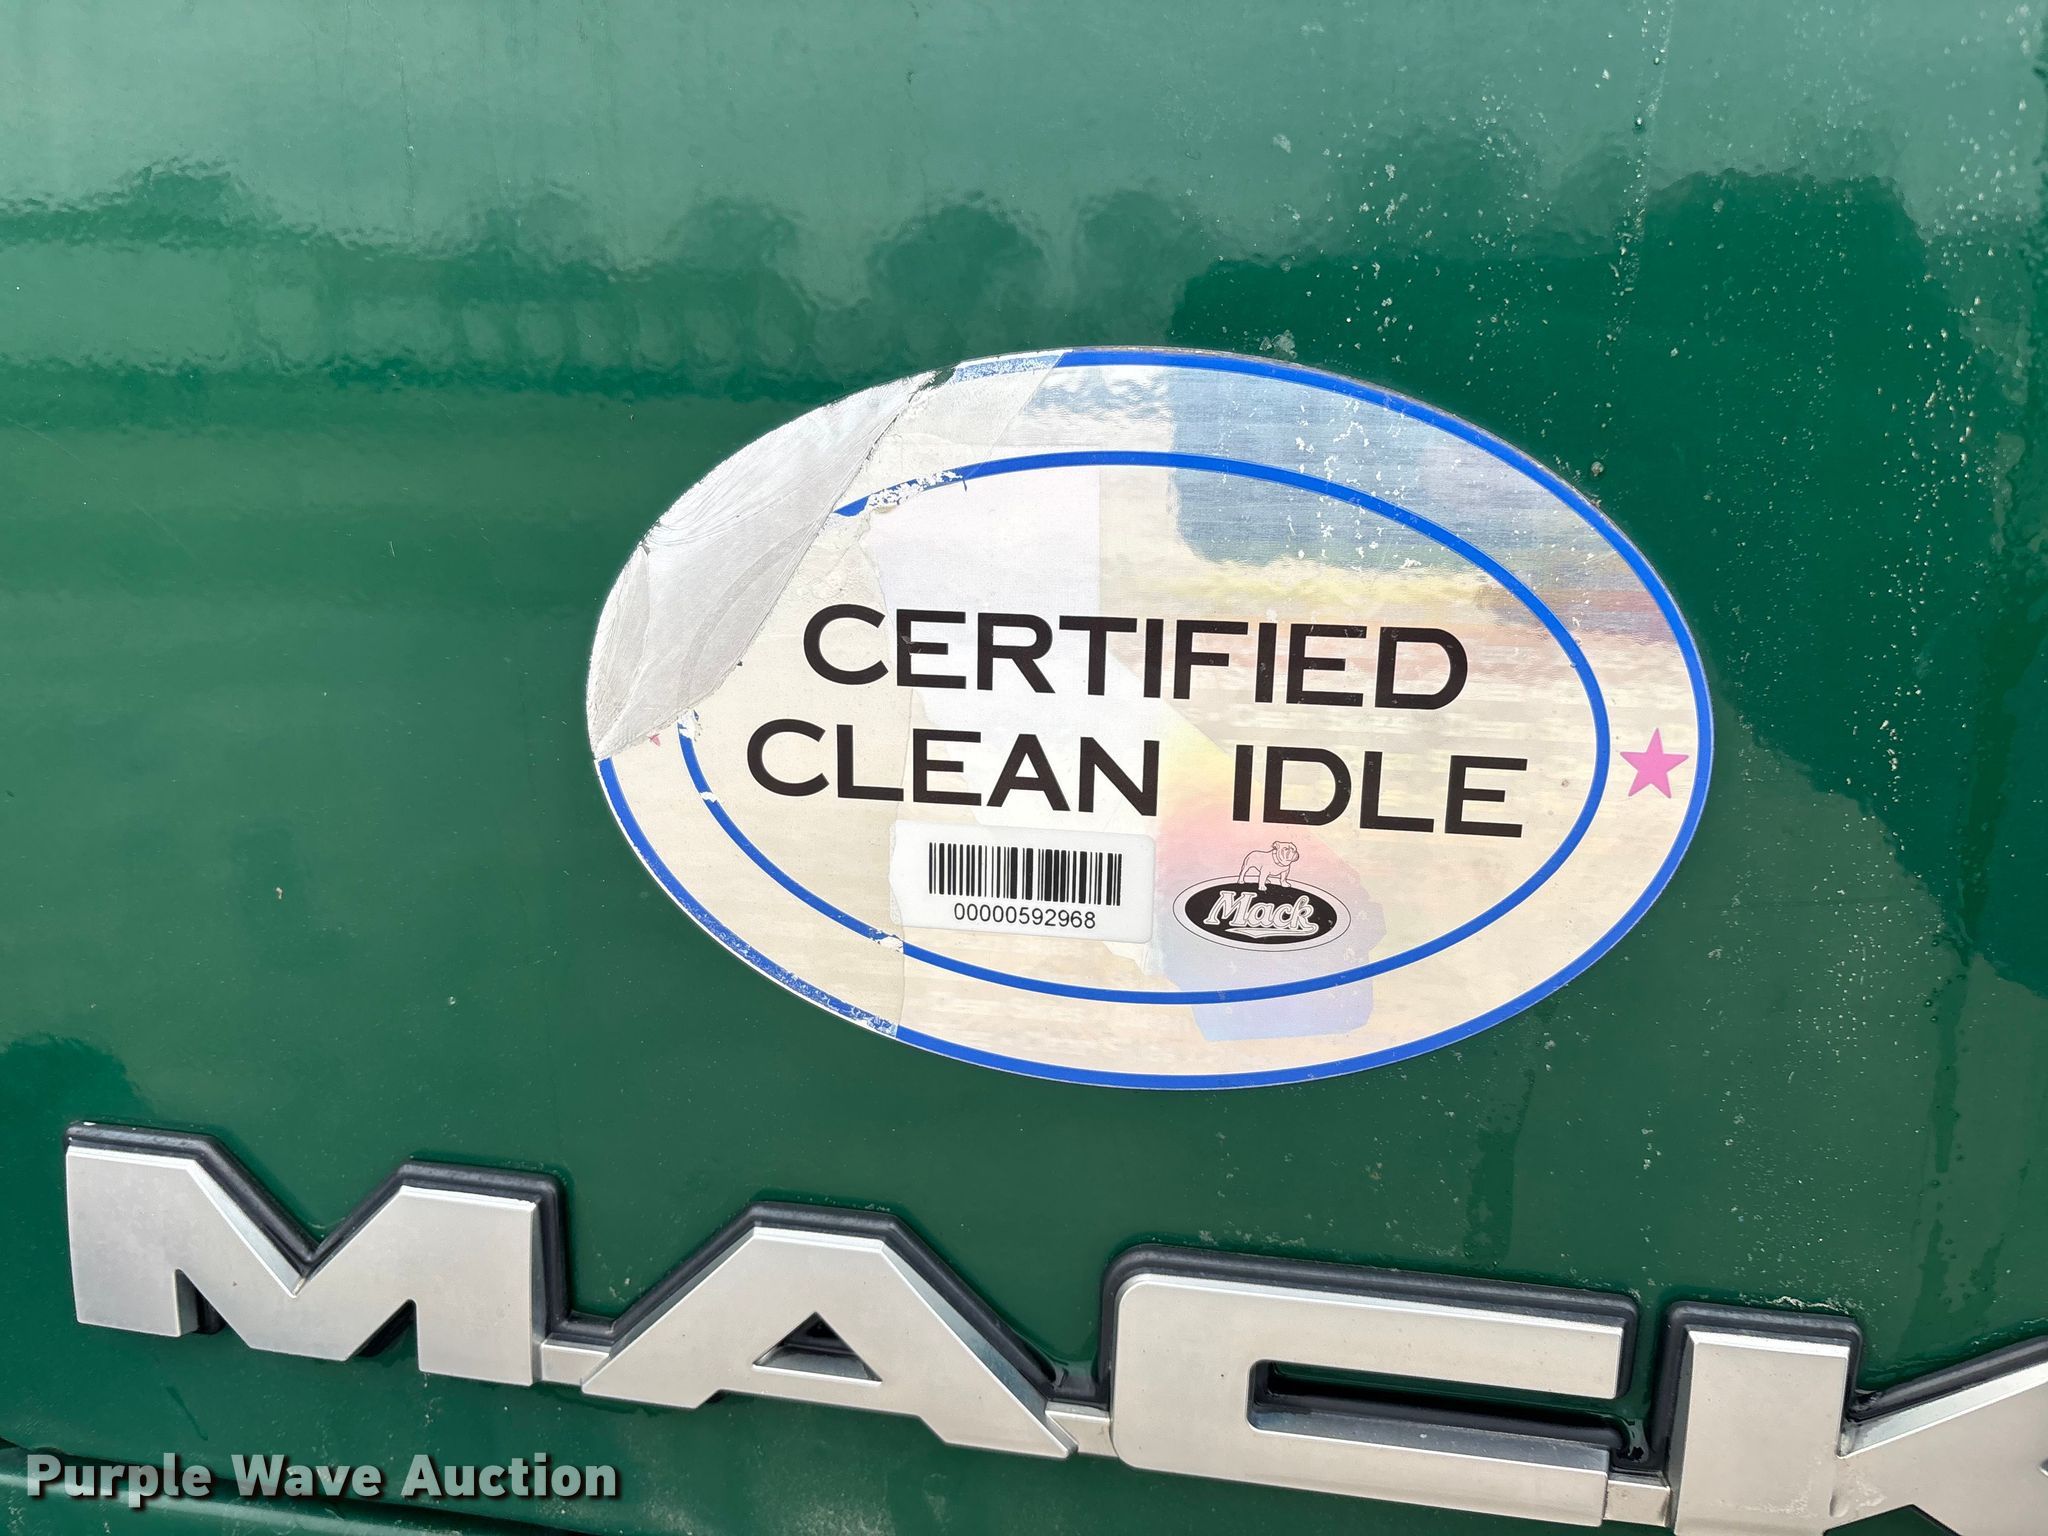 CERTIFIED
CLEAN IDLE
00000592968
Mack
MACK
Purple Wave Auction